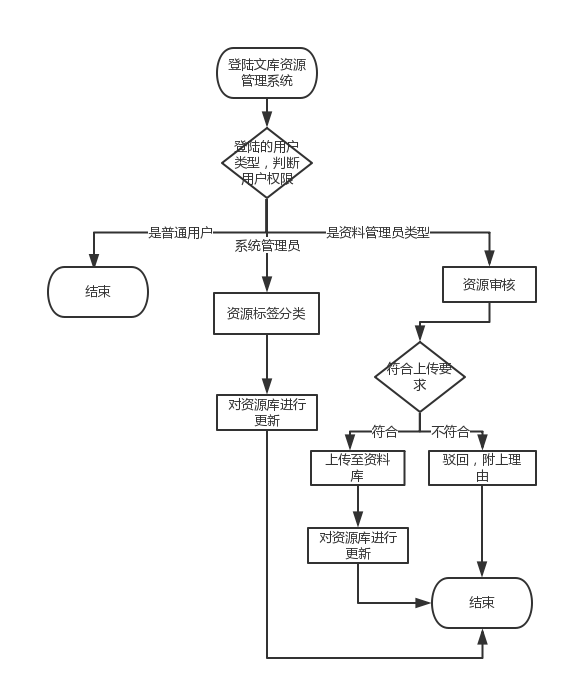 登陆文库资源
管理系统
登陆的用户
类型，判断
用户权限
是普通用户
系统管理员
是资料管理员类型
结束
资源标签分类
资源审核
符合上传要
求
对资源库进行
更新
符合
不符合
上传至资料
库
驳回，附上理
由
对资源库进行
更新
结束